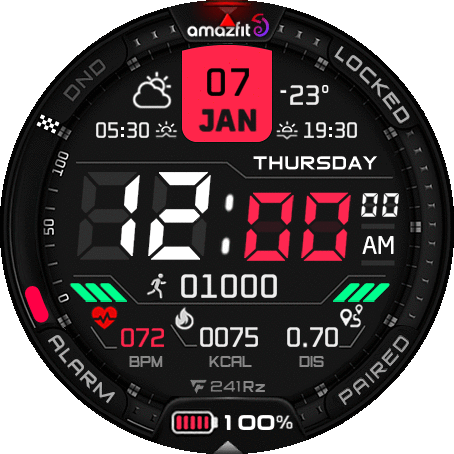 amazfit
DND
LOCKED
07
JAN
-23°
05:30
19:30
THURSDAY
100
50
0
12:00
00
AM
01000
072
BPM
0075
KCAL
0.70
DIS
ALARM
PAIRED
241Rz
100%